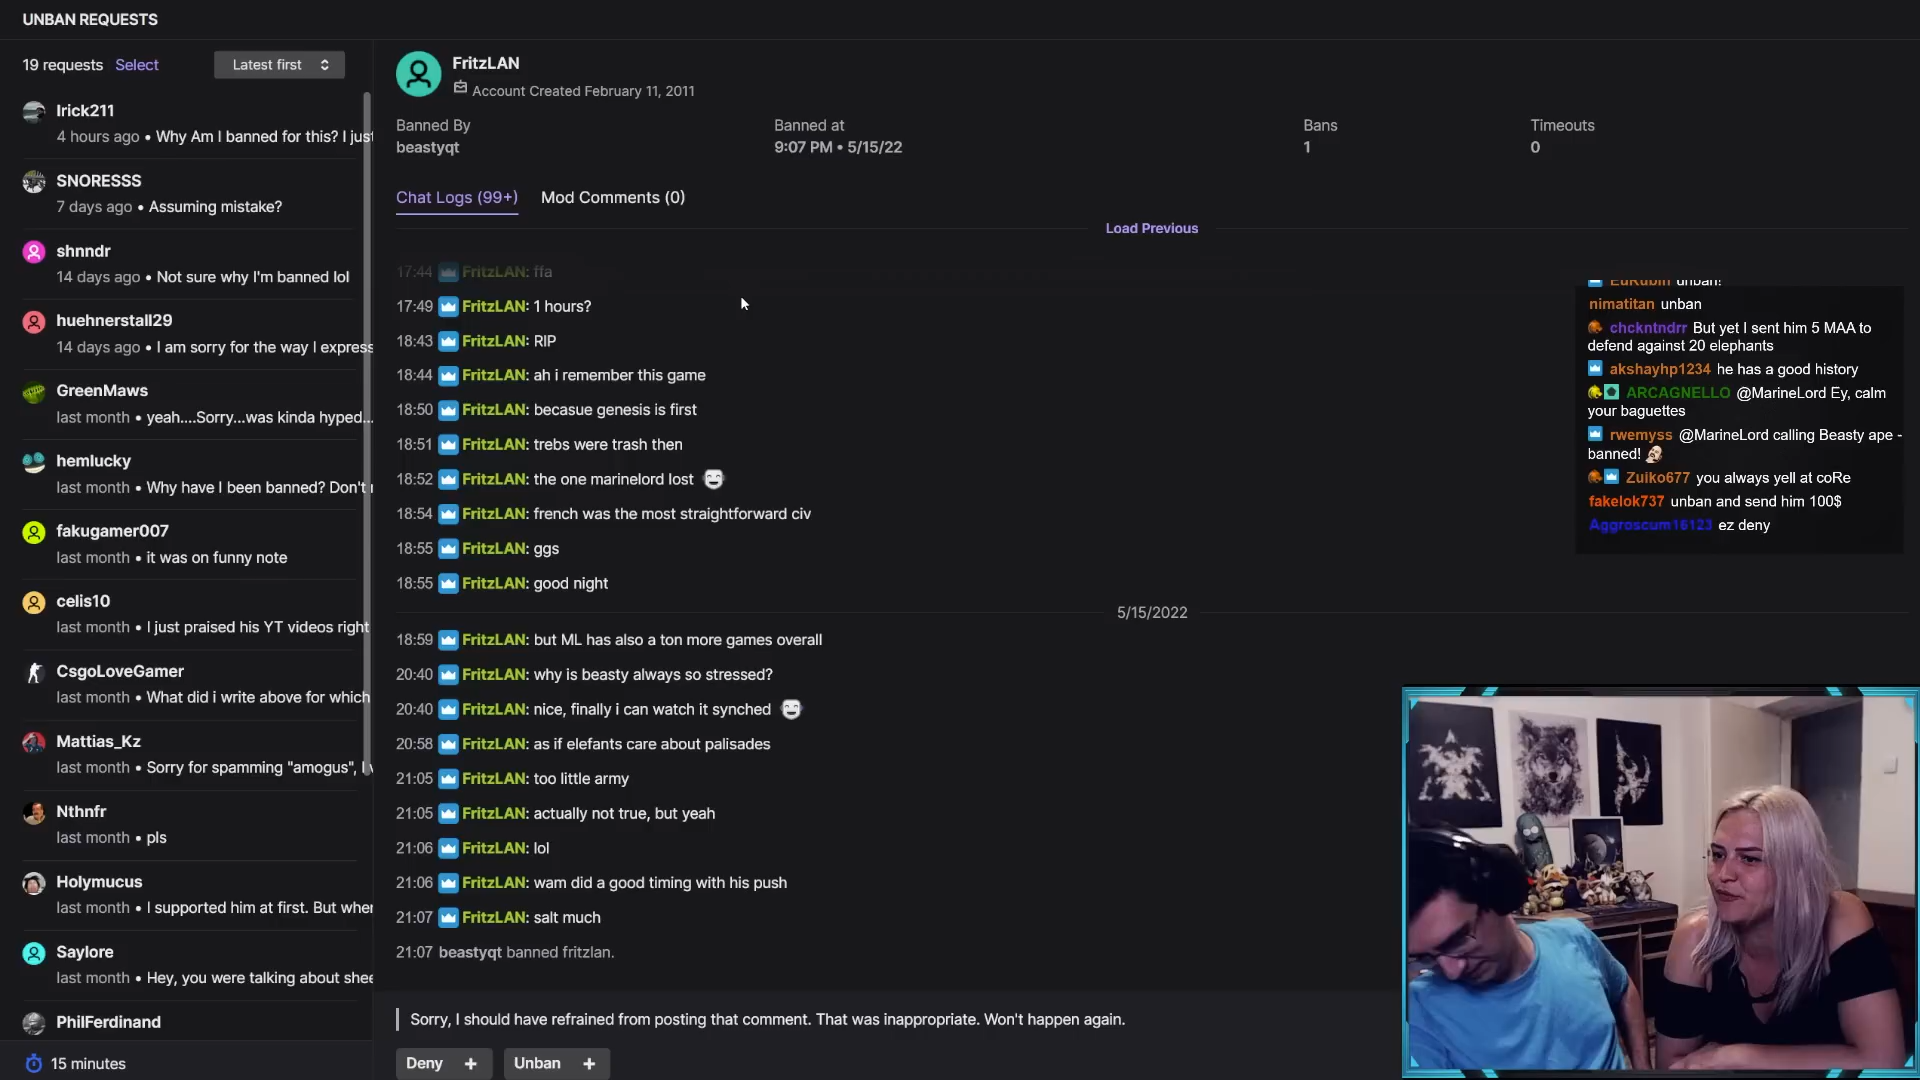 UNBAN REQUESTS
19 requests Select Latest first
Irick211
4 hours ago • Why Am I banned for this? I just
SNORESSS
7 days ago • Assuming mistake?
shnndr
14 days ago • Not sure why I'm banned lol
huehnerstall29
14 days ago • I am sorry for the way I express
GreenMaws
last month • yeah....Sorry...was kinda hyped...
hemlucky
last month • Why have I been banned? Don't
fakugamer007
last month • it was on funny note
celis10
last month • I just praised his YT videos right
CsgoLoveGamer
last month • What did i write above for which
Mattias_Kz
last month • Sorry for spamming "amogus",
Nthnfr
last month • pls
Holymucus
last month • I supported him at first. But
Saylore
last month • Hey, you were talking about
PhilFerdinand
15 minutes
FritzLAN
Account Created February 11, 2011
Banned By Banned at Bans Timeouts
beastyqt 9:07 PM • 5/15/22 1 0
Chat Logs (99+) Mod Comments (0)
Load Previous
17:44 FritzLAN: ffa
17:49 FritzLAN: 1 hours?
18:43 FritzLAN: RIP
18:44 FritzLAN: ah i remember this game
18:50 FritzLAN: becasue genesis is first
18:51 FritzLAN: trebs were trash then
18:52 FritzLAN: the one marinelord lost
18:54 FritzLAN: french was the most straightforward civ
18:55 FritzLAN: ggs
18:55 FritzLAN: good night
5/15/2022
18:59 FritzLAN: but ML has also a ton more games overall
20:40 FritzLAN: why is beasty always so stressed?
20:40 FritzLAN: nice, finally i can watch it synched
20:58 FritzLAN: as if elefants care about palisades
21:05 FritzLAN: too little army
21:05 FritzLAN: actually not true, but yeah
21:06 FritzLAN: lol
21:06 FritzLAN: wam did a good timing with his push
21:07 FritzLAN: salt much
21:07 beastyqt banned fritzlan.
Sorry, I should have refrained from posting that comment. That was inappropriate. Won't happen again.
Deny + Unban +
EuRubin unban!
nimatitan unban
chckntndrr But yet I sent him 5 MAA to
defend against 20 elephants
akshayhp1234 he has a good history
ARCAGNELLO @MarineLord Ey, calm
your baguettes
rwemyss @MarineLord calling Beasty ape -
banned!
Zuiko677 you always yell at coRe
fakelok737 unban and send him 100$
Aggroscum16123 ez deny